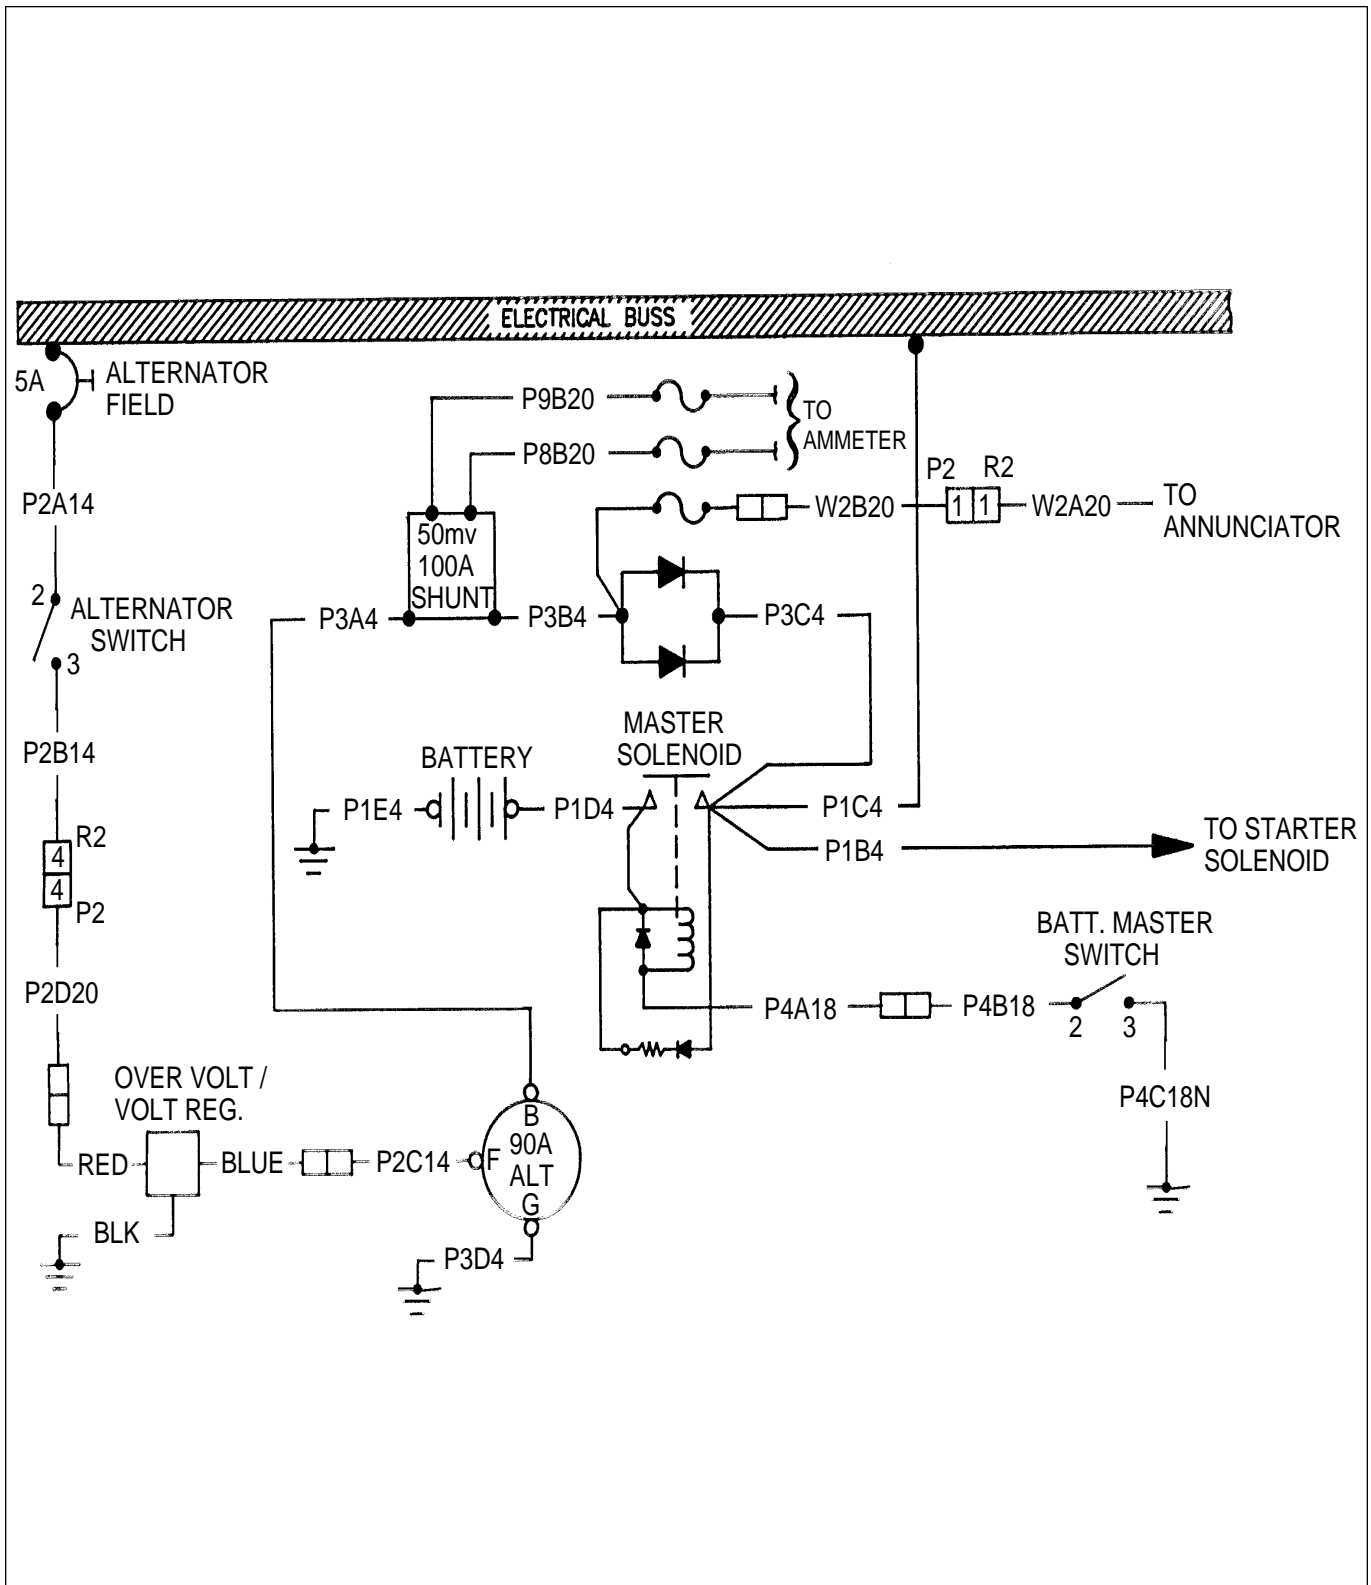 ELECTRICAL BUSS
5A
ALTERNATOR
FIELD
P9B20
P8B20
TO
AMMETER
P2A14
50mv
100A
SHUNT
W2B20
P2
R2
1
1
W2A20
TO
ANNUNCIATOR
2
ALTERNATOR
SWITCH
3
P3A4
P3B4
P3C4
P2B14
MASTER
SOLENOID
BATTERY
P1E4
P1D4
P1C4
P1B4
TO STARTER
SOLENOID
R2
4
4
P2
BATT. MASTER
SWITCH
P2D20
P4A18
P4B18
2
3
OVER VOLT /
VOLT REG.
P4C18N
RED
BLUE
P2C14
B
90A
F
ALT
G
BLK
P3D4